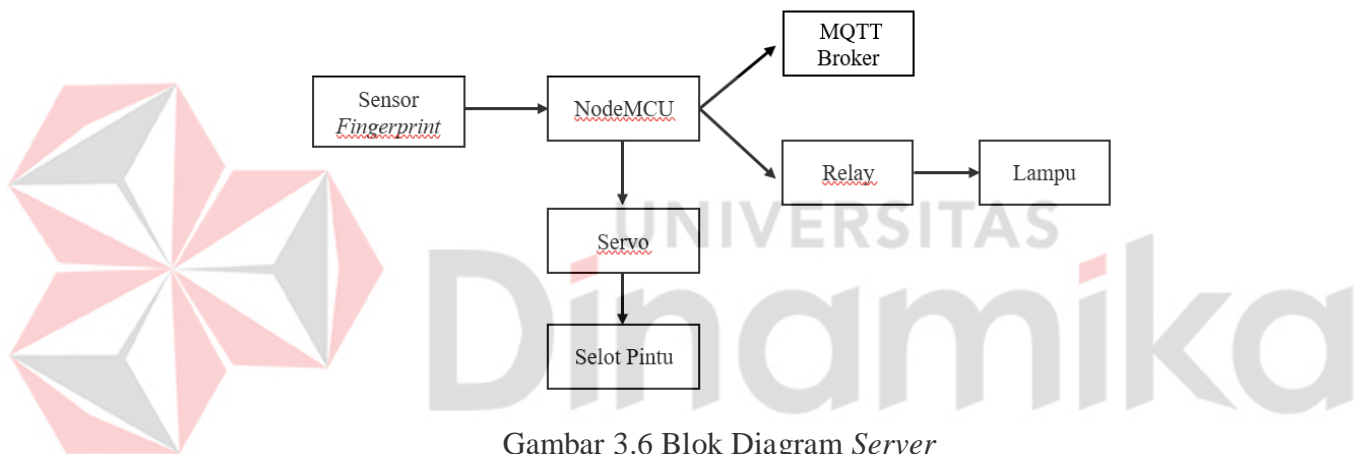 MQTT
Broker
Sensor
Fingerprint
NodeMCU
Relay
Lampu
UNIVERSITAS
Dinamika
Servo
Selot Pintu
Gambar 3.6 Blok Diagram Server